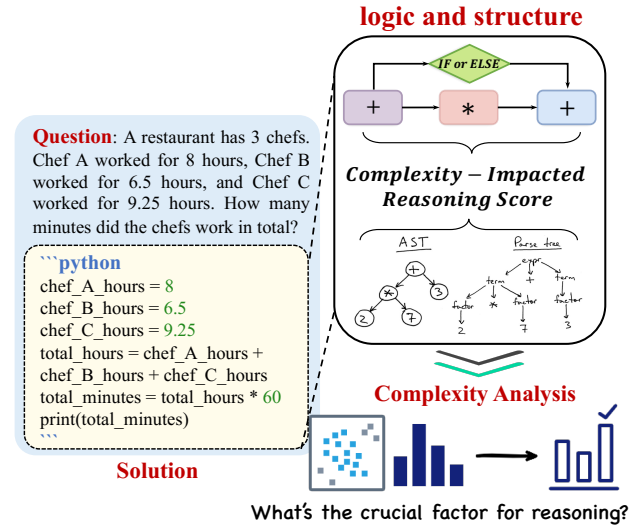 logic and structure
IF or ELSE
+
*
+
Complexity − Impacted
Reasoning Score
AST
+
*
3
2
7
Parse tree
expr
term
+
term
factor
*
factor
factor
2
7
3
Question: A restaurant has 3 chefs.
Chef A worked for 8 hours, Chef B
worked for 6.5 hours, and Chef C
worked for 9.25 hours. How many
minutes did the chefs work in total?
```python
chef_A_hours = 8
chef_B_hours = 6.5
chef_C_hours = 9.25
total_hours = chef_A_hours +
chef_B_hours + chef_C_hours
total_minutes = total_hours * 60
print(total_minutes)
```
Solution
Complexity Analysis
What's the crucial factor for reasoning?